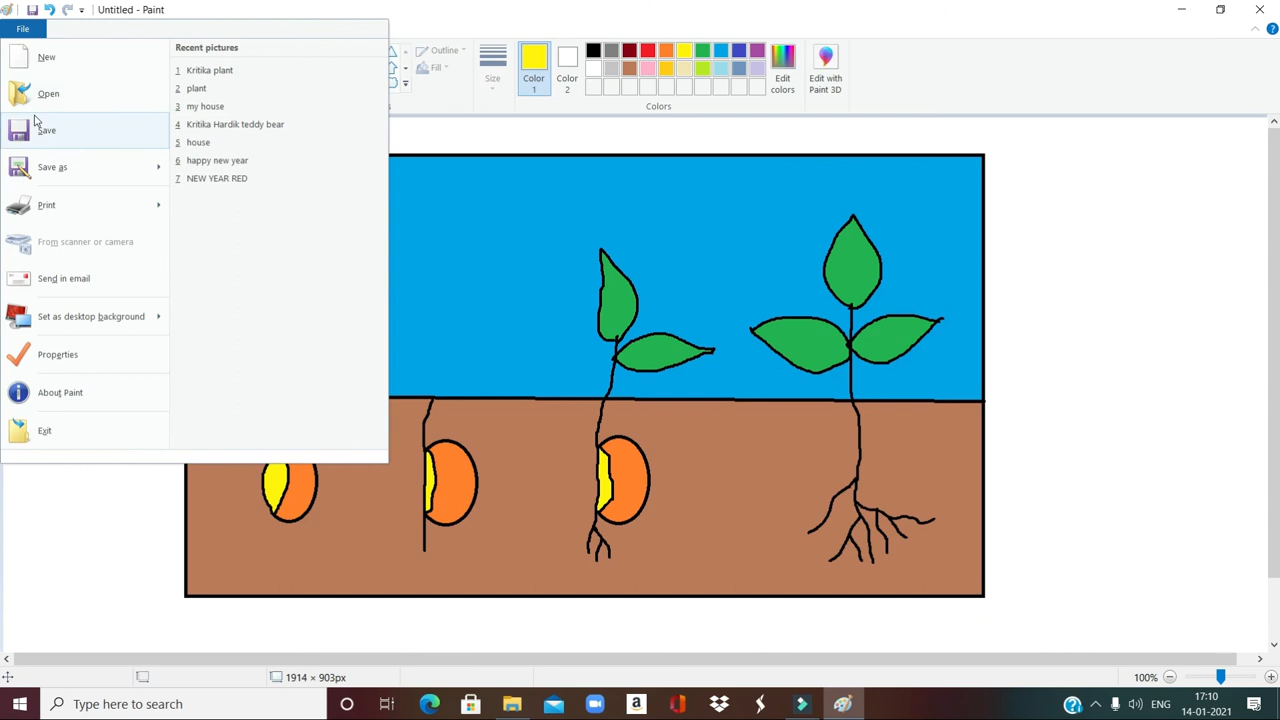 Untitled - Paint
File
New
Open
Save
Save as
Print
From scanner or camera
Send in email
Set as desktop background
Properties
About Paint
Exit
Recent pictures
1 Kritika plant
2 plant
3 my house
4 Kritika Hardik teddy bear
5 house
6 happy new year
7 NEW YEAR RED
Outline
Fill
Size
Color 1
Color 2
Edit colors
Edit with Paint 3D
Colors
1914 × 903px
100%
Type here to search
ENG
17:10
14-01-2021